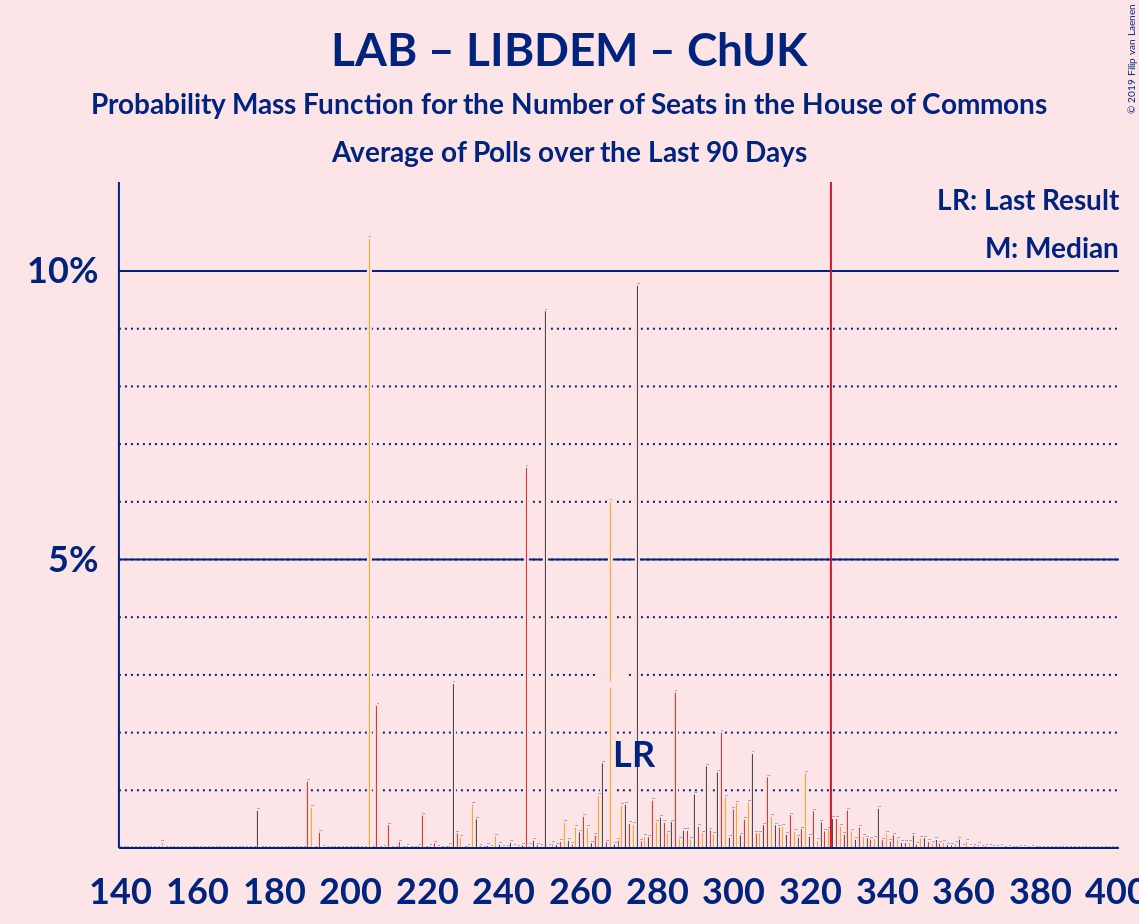 LAB – LIBDEM – ChUK
Probability Mass Function for the Number of Seats in the House of Commons
Average of Polls over the Last 90 Days
© 2019 Filip van Laenen
LR: Last Result
M: Median
10%
5%
LR
140 160 180 200 220 240 260 280 300 320 340 360 380 400